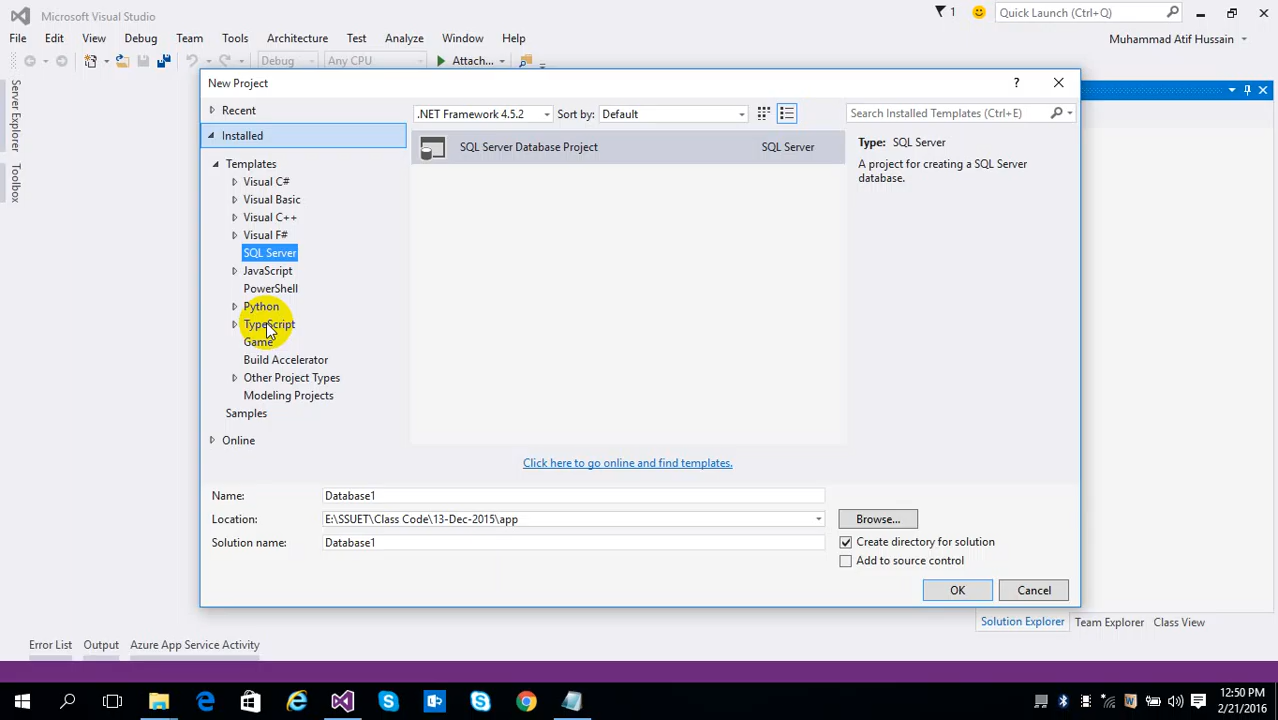 Microsoft Visual Studio
1
Quick Launch (Ctrl+Q)
File Edit View Debug Team Tools Architecture Test Analyze Window Help
Muhammad Atif Hussain
Debug Any CPU Attach...
Server Explorer
Toolbox
New Project
?
Recent
.NET Framework 4.5.2 Sort by: Default
Search Installed Templates (Ctrl+E)
Installed
SQL Server Database Project SQL Server
Type: SQL Server
A project for creating a SQL Server
database.
Templates
Visual C#
Visual Basic
Visual C++
Visual F#
SQL Server
JavaScript
PowerShell
Python
TypeScript
Game
Build Accelerator
Other Project Types
Modeling Projects
Samples
Online
Click here to go online and find templates.
Name: Database1
Location: E:\SSUET\Class Code\13-Dec-2015\app
Browse...
Solution name: Database1
Create directory for solution
Add to source control
OK Cancel
Solution Explorer Team Explorer Class View
Error List Output Azure App Service Activity
12:50 PM
2/21/2016